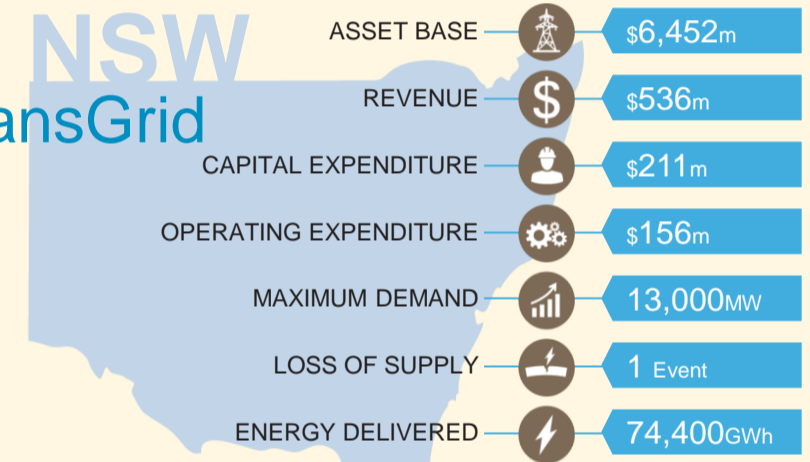 NSW
ansGrid
ASSET BASE $6,452m
REVENUE $536m
CAPITAL EXPENDITURE $211m
OPERATING EXPENDITURE $156m
MAXIMUM DEMAND 13,000MW
LOSS OF SUPPLY 1 Event
ENERGY DELIVERED 74,400GWh